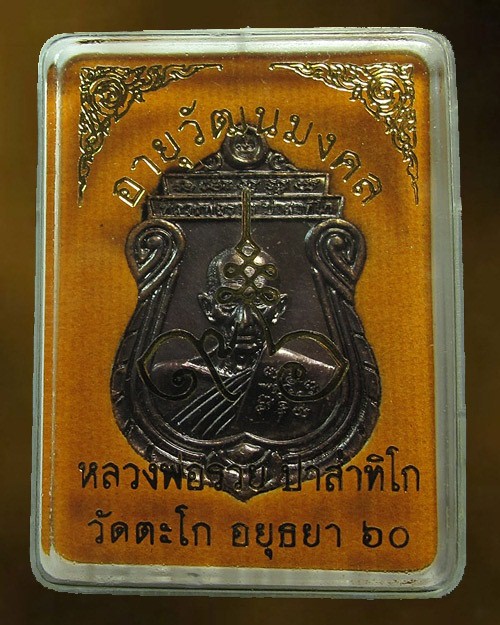 อายุวัฒนมงคล
หลวงพ่อรวย ปาสาทิโก
วัดตะโก อยุธยา ๖๐